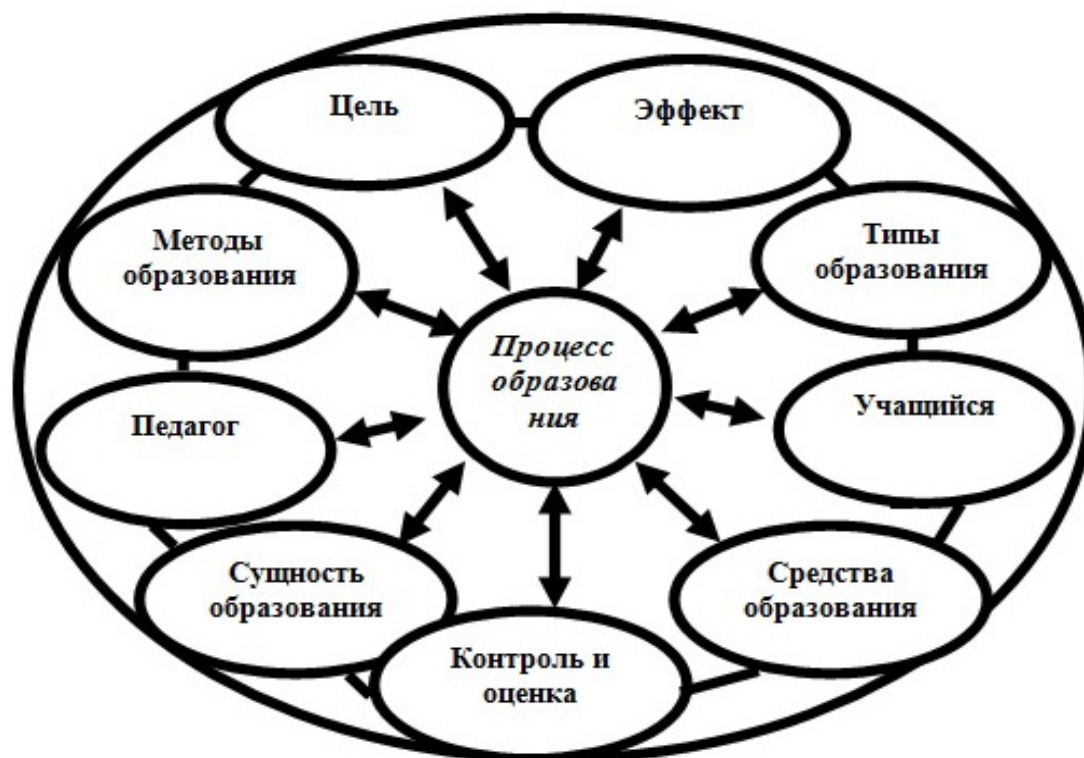 Цель
Эффект
Методы
образования
Типы
образования
Процесс
образова
ния
Педагог
Учащийся
Сущность
образования
Средства
образования
Контроль и
оценка